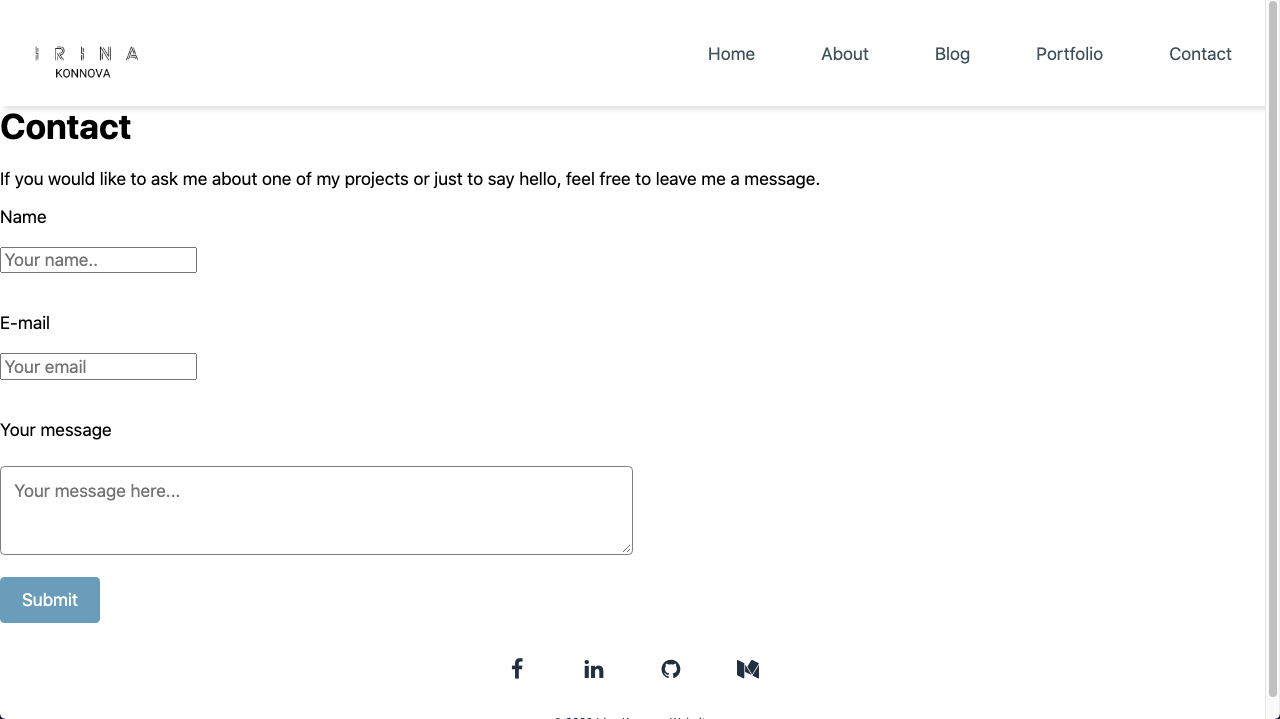 IRINA
KONNOVA
Home
About
Blog
Portfolio
Contact
Contact
If you would like to ask me about one of my projects or just to say hello, feel free to leave me a message.
Name
Your name..
E-mail
Your email
Your message
Your message here...
Submit